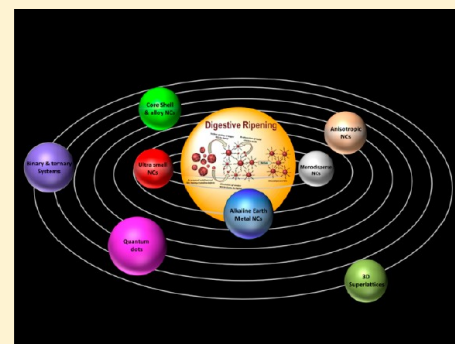 Core Shell
& alloy NCs
Digestive Ripening
Anisotropic
NCs
Binary & ternary
Systems
Ultra small
NCs
Monodisperse
NCs
Alkaline Earth
Metal NCs
Quantum
dots
3D
Superlattices